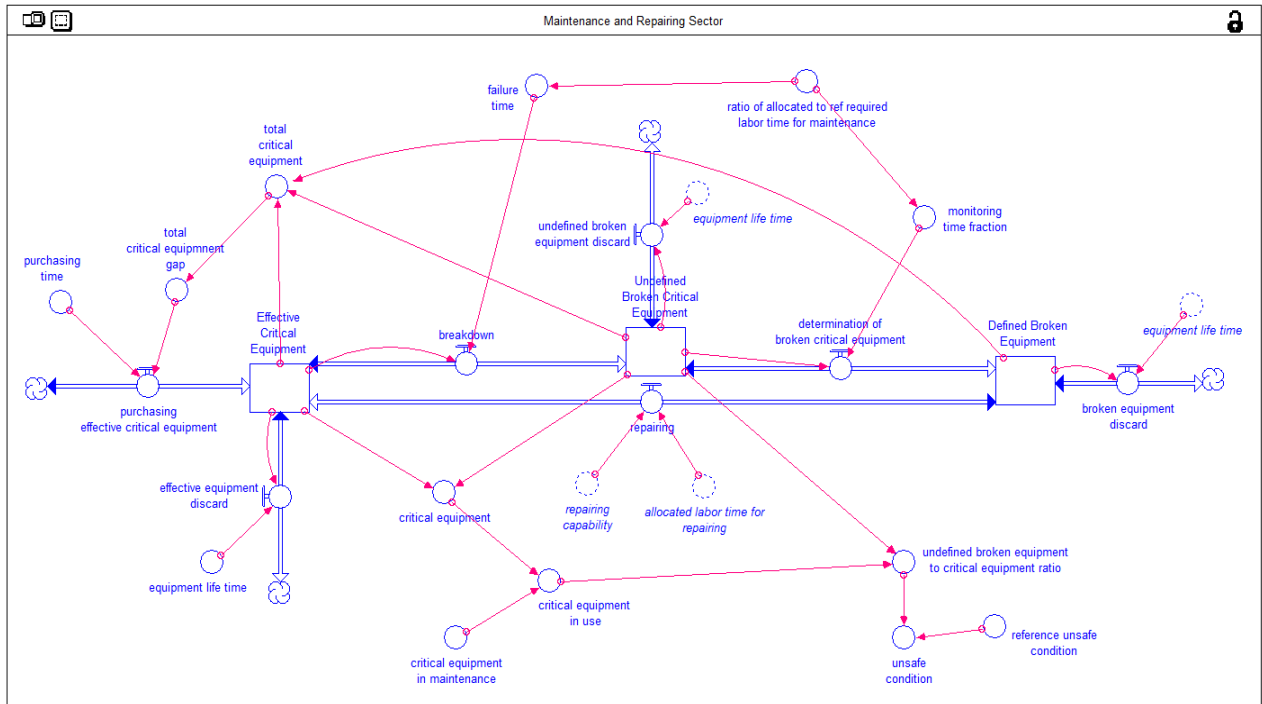 Maintenance and Repairing Sector
failure
time
ratio of allocated to ref required
labor time for maintenance
total
critical
equipment
equipment life time
monitoring
time fraction
undefined broken
equipment discard
total
critical equipmnent
gap
purchasing
time
Undefined
Broken Critical
Equipment
Effective
Critical
Equipment
breakdown
determination of
broken critical equipment
Defined Broken
Equipment
equipment life time
purchasing
effective critical equipment
repairing
broken equipment
discard
effective equipment
discard
critical equipment
repairing
capability
allocated labor time for
repairing
equipment life time
undefined broken equipment
to critical equipment ratio
critical equipment
in use
critical equipment
in maintenance
unsafe
condition
reference unsafe
condition